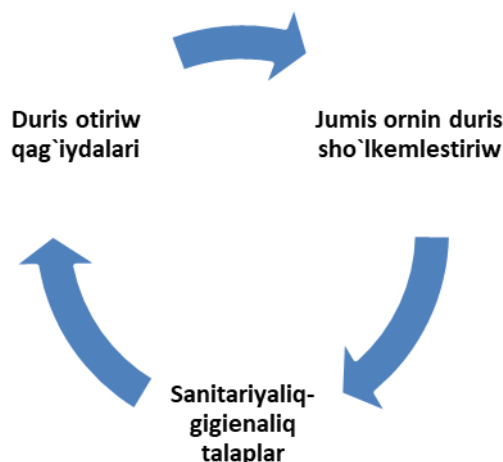 Duris otiriw
qag`iydalari
Jumis ornin duris
sho`lkemlestiriw
Sanitariyaliq-
gigienaliq
talaplar